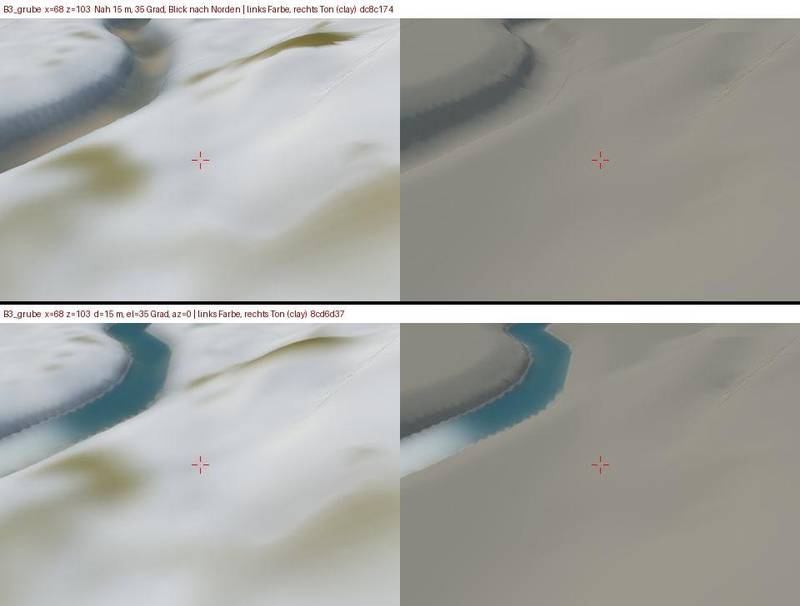 B3_grube x=68 z=103 Nah 15 m, 35 Grad, Blick nach Norden | links Farbe, rechts Ton (clay) dc8c174
B3_grube x=68 z=103 d=15 m, el=35 Grad, az=0 | links Farbe, rechts Ton (clay) 8cd6d37